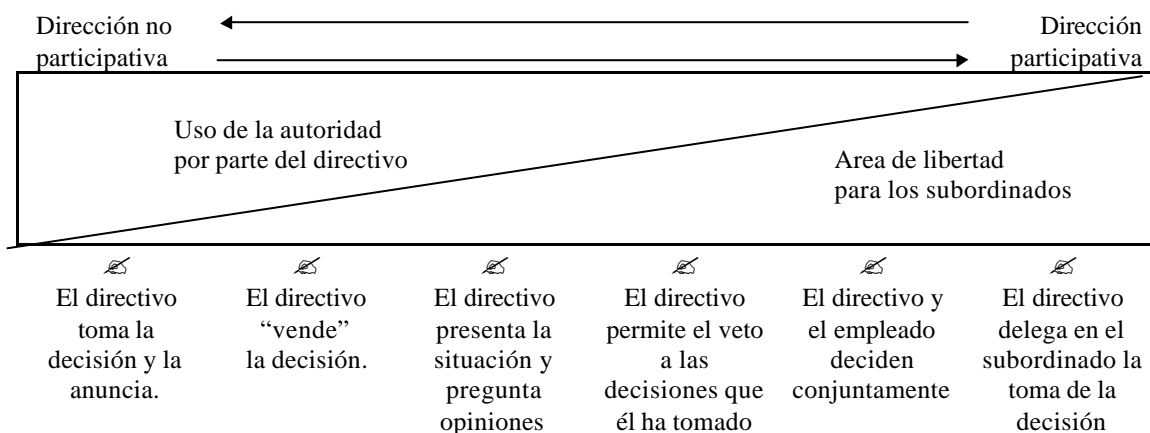 Dirección no
participativa
Dirección
participativa
Uso de la autoridad
por parte del directivo
Area de libertad
para los subordinados
El directivo
toma la
decisión y la
anuncia.
El directivo
“vende”
la decisión.
El directivo
presenta la
situación y
pregunta
opiniones
El directivo
permite el veto
a las
decisiones que
él ha tomado
El directivo y
el empleado
deciden
conjuntamente
El directivo
delega en el
subordinado la
toma de la
decisión